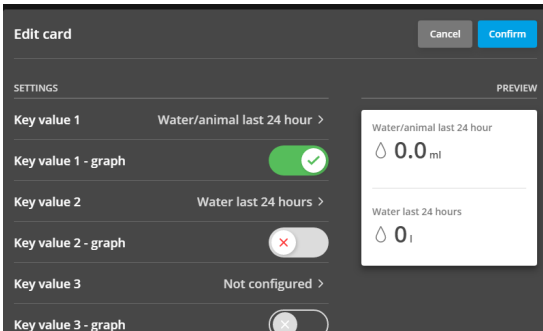 Edit card
Cancel
Confirm
SETTINGS
PREVIEW
Key value 1
Water/animal last 24 hour >
Key value 1 - graph
Key value 2
Water last 24 hours >
Key value 2 - graph
Key value 3
Not configured >
Key value 3 - graph
Water/animal last 24 hour
0.0 ml
Water last 24 hours
0 l